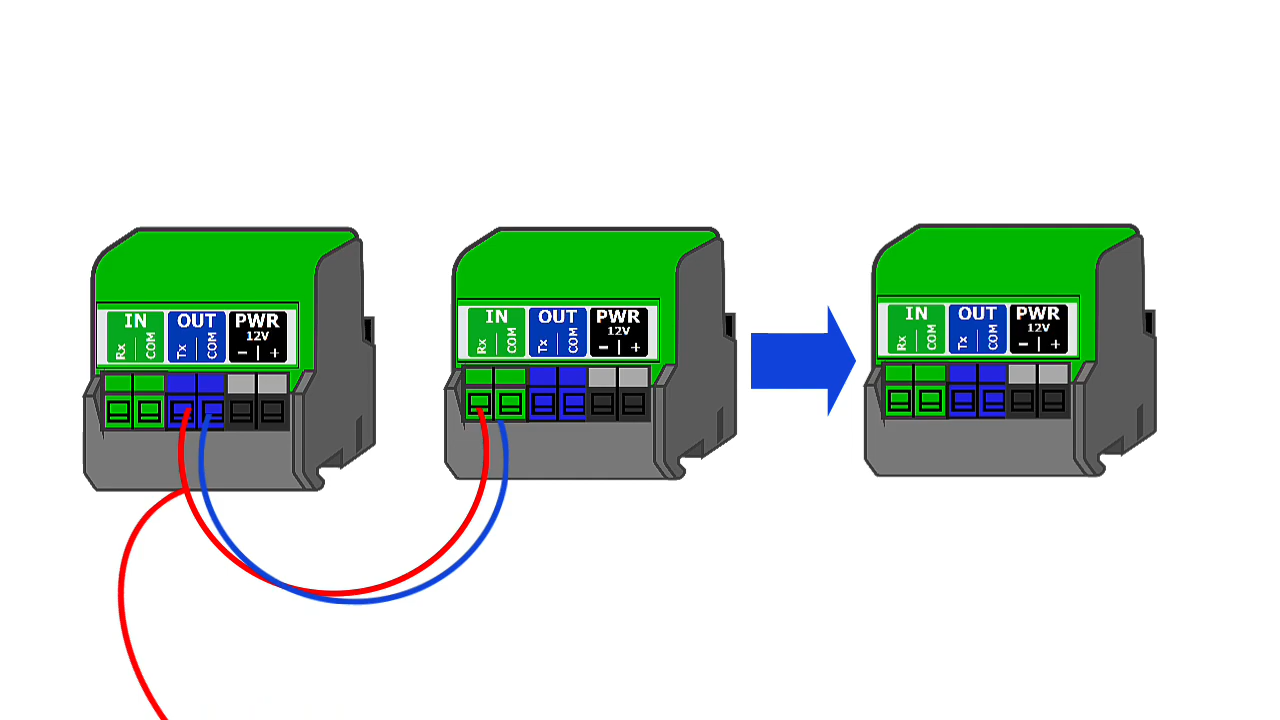 IN OUT PWR
12V
Rx COM Tx COM − +
IN OUT PWR
12V
Rx COM Tx COM − +
IN OUT PWR
12V
Rx COM Tx COM − +